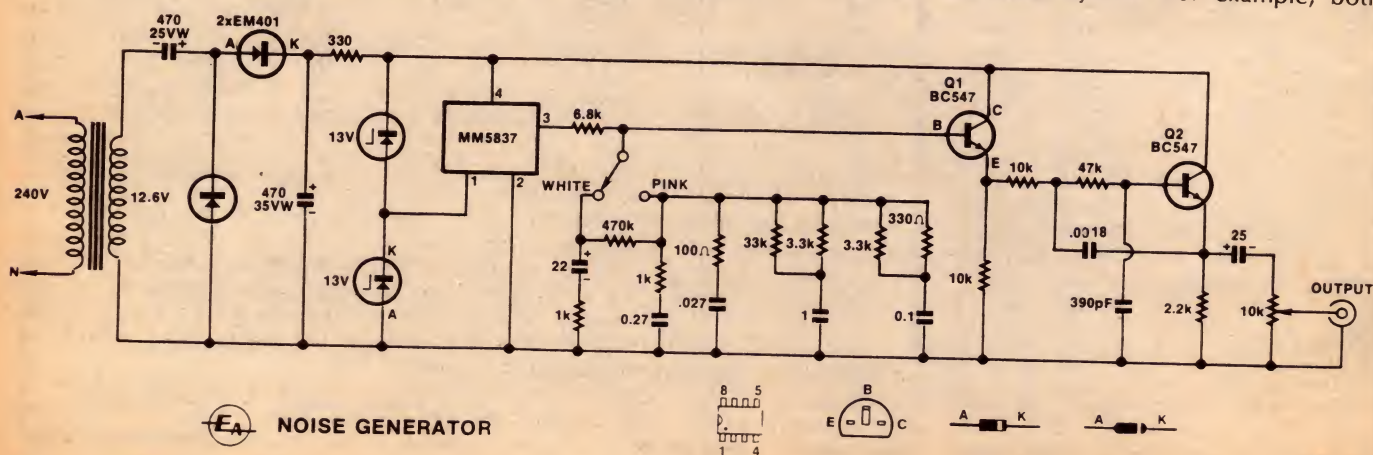 example, both
470
25VW
- +
2xEM401
A
K
330
A
240V
N
12.6V
470
35VW
+
-
13V
K
13V
A
4
MM5837
3
1
2
6.8k
WHITE
PINK
470k
22
+
-
1k
1k
0.27
100Ω
.027
33k
3.3k
1
3.3k
330Ω
0.1
Q1
BC547
B
C
E
10k
10k
47k
.0018
390pF
Q2
BC547
2.2k
+ 25 -
10k
OUTPUT
EA NOISE GENERATOR
8 5
1 4
B
E C
A K
A K